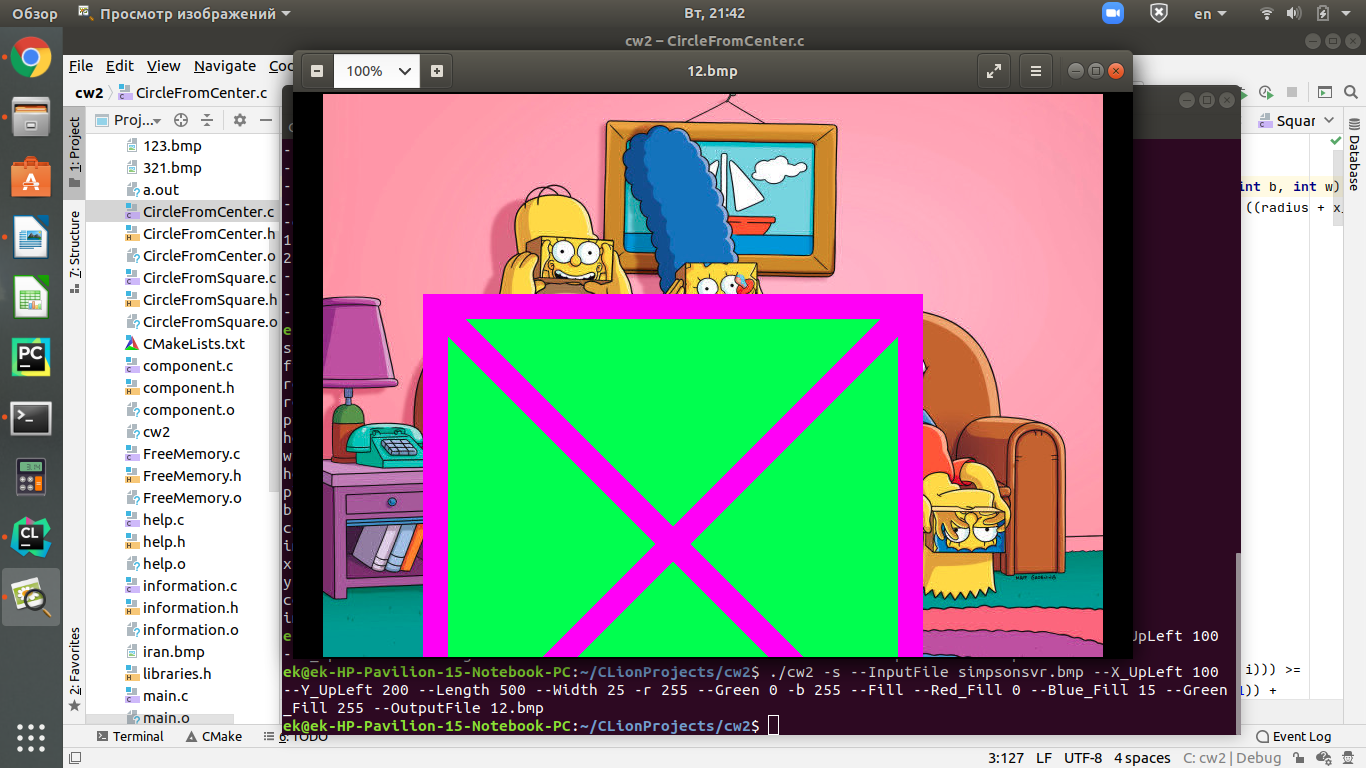 Обзор Просмотр изображений Вт, 21:42 en
cw2 – CircleFromCenter.c
File Edit View Navigate
100% 12.bmp
cw2 CircleFromCenter.c
Squar
Proj...
1: Project
7: Structure
2: Favorites
Database
123.bmp
321.bmp
a.out
CircleFromCenter.c
CircleFromCenter.h
CircleFromCenter.o
CircleFromSquare.c
CircleFromSquare.h
CircleFromSquare.o
CMakeLists.txt
component.c
component.h
component.o
cw2
FreeMemory.c
FreeMemory.h
FreeMemory.o
help.c
help.h
help.o
information.c
information.h
information.o
iran.bmp
libraries.h
main.c
main.o
int b, int w)
((radius + x
_UpLeft 100
ek@ek-HP-Pavilion-15-Notebook-PC:~/CLionProjects/cw2$ ./cw2 -s --InputFile simpsonsvr.bmp --X_UpLeft 100
--Y_UpLeft 200 --Length 500 --Width 25 -r 255 --Green 0 -b 255 --Fill --Red_Fill 0 --Blue_Fill 15 --Green
_Fill 255 --OutputFile 12.bmp
ek@ek-HP-Pavilion-15-Notebook-PC:~/CLionProjects/cw2$
i))) >=
)) +
Terminal CMake 6: TODO Event Log
3:127 LF UTF-8 4 spaces C: cw2 | Debug